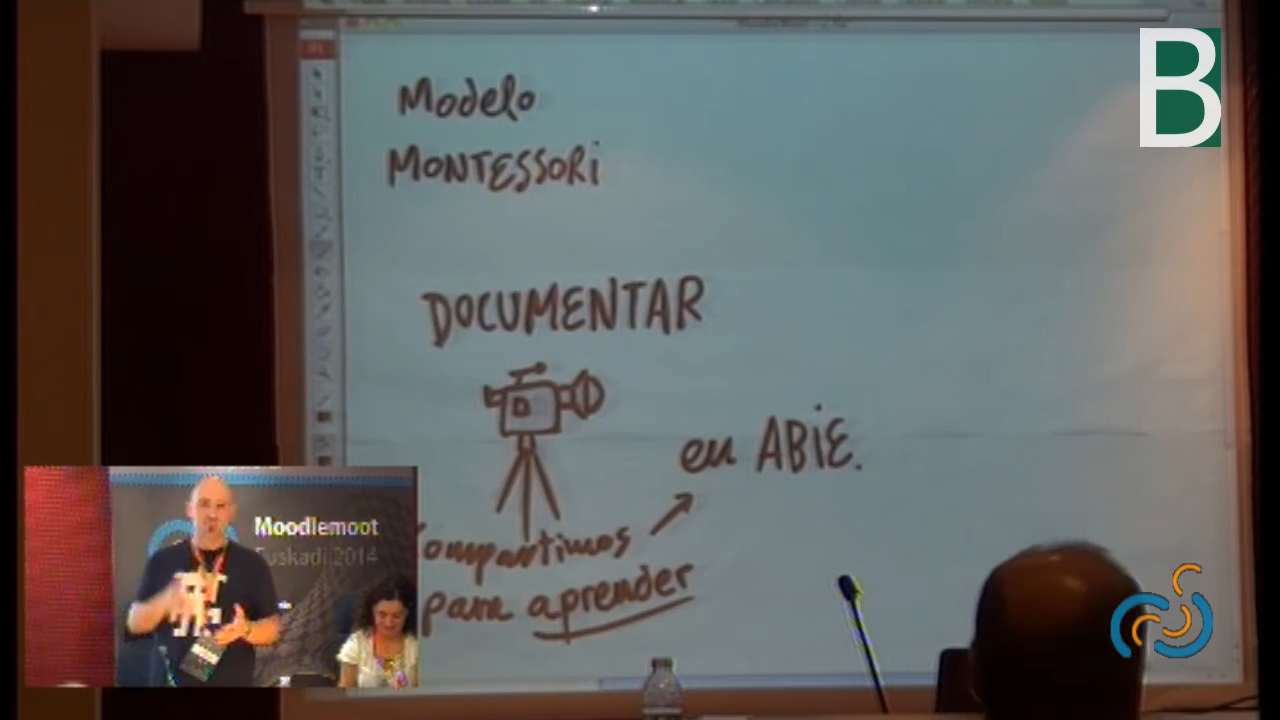 B
Modelo
MONTESSORi
DOCUMENTAR
en ABiE.
Compartimos
para aprender
Moodlemoot
Euskadi 2014